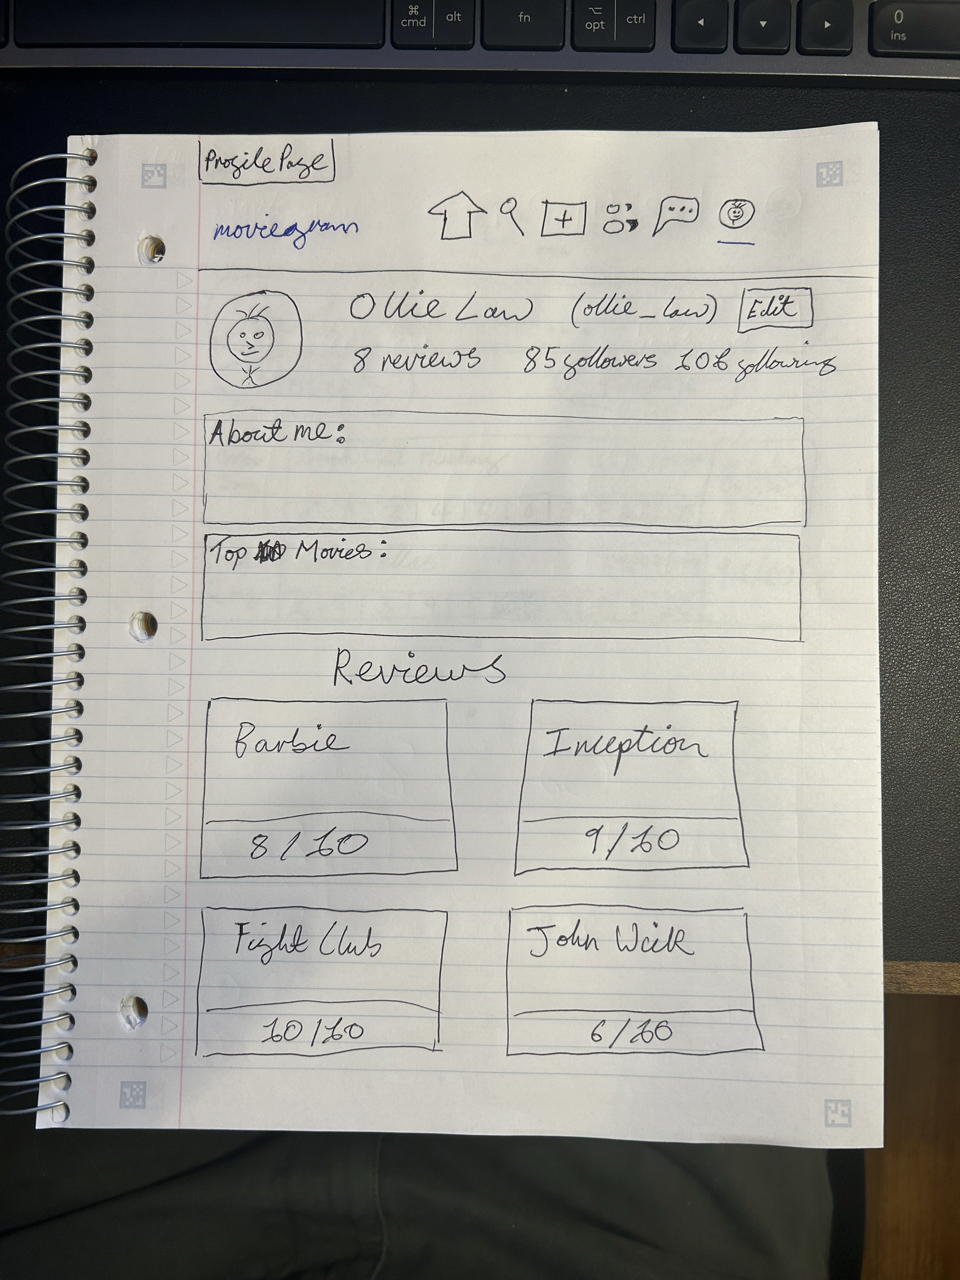 ⌘
cmd
alt
fn
⌥
opt
ctrl
0
ins
Profile Page
moviegram
Ollie Law (ollie_law) Edit
8 reviews 85 followers 106 following
About me:
Top Movies:
Reviews
Barbie
8/10
Inception
9/10
Fight Club
10/10
John Wick
6/10